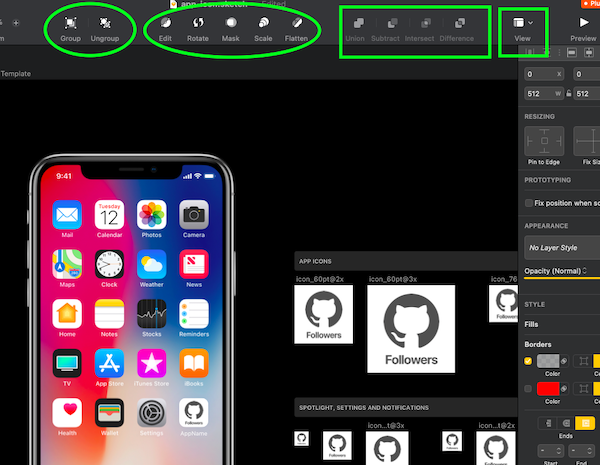 app_icon.sketch — Edited
Group Ungroup Edit Rotate Mask Scale Flatten Union Subtract Intersect Difference View Preview
Template
0 X 0
512 W 512
RESIZING
Pin to Edge Fix Siz
PROTOTYPING
Fix position when sc
APPEARANCE
No Layer Style
Opacity (Normal)
STYLE
Fills
Borders
Color
Color
Ends
Start End
9:41
Tuesday
12
Mail Calendar Photos Camera
Maps Clock Weather News
Home Notes Stocks Reminders
TV App Store iTunes Store iBooks
Health Wallet Settings AppName
APP ICONS
icon_60pt@2x icon_60pt@3x icon_76
Followers Followers
SPOTLIGHT, SETTINGS AND NOTIFICATIONS
icon...t@3x icon...